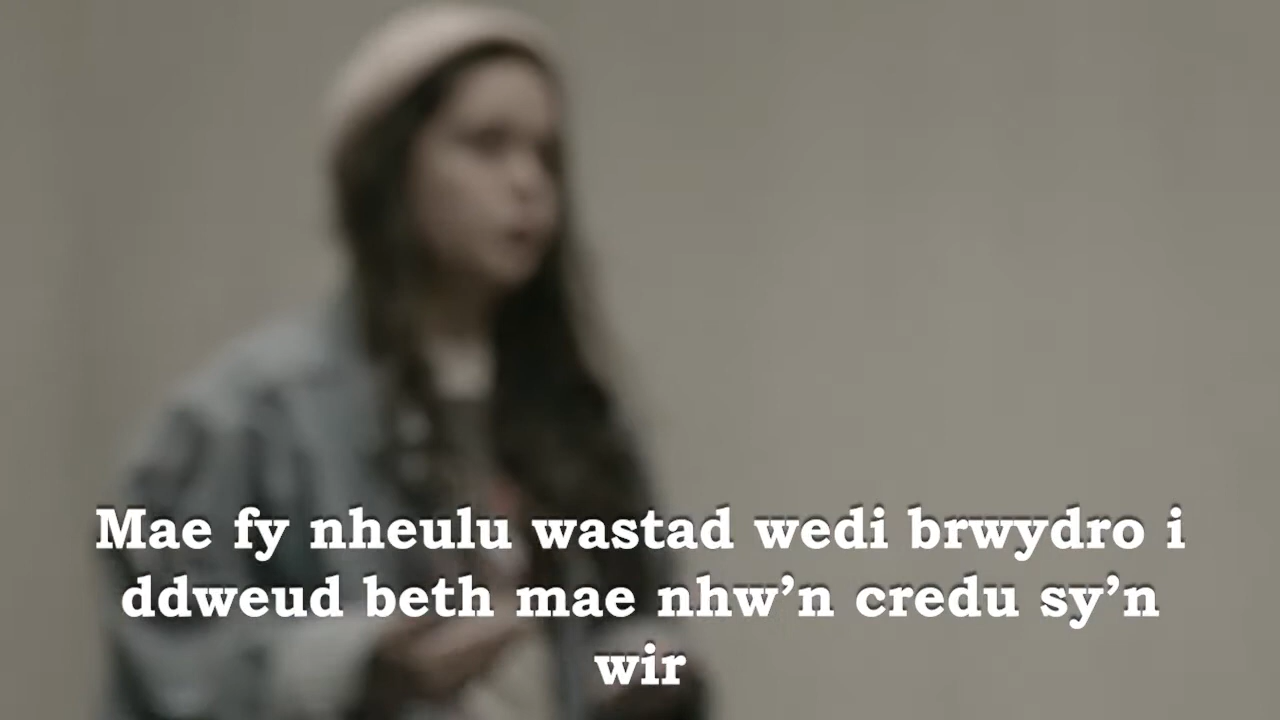 Mae fy nheulu wastad wedi brwydro i
ddweud beth mae nhw’n credu sy’n
wir